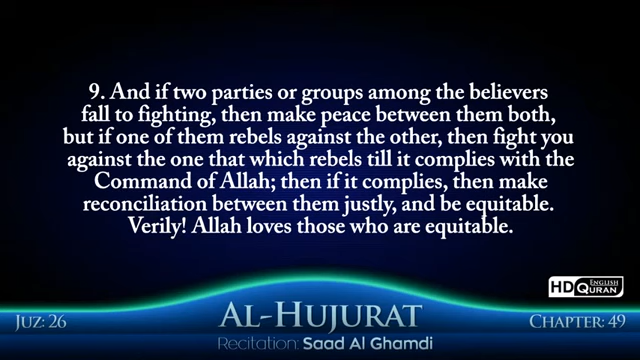 9. And if two parties or groups among the believers
fall to fighting, then make peace between them both,
but if one of them rebels against the other, then fight you
against the one that which rebels till it complies with the
Command of Allah; then if it complies, then make
reconciliation between them justly, and be equitable.
Verily! Allah loves those who are equitable.
HD ENGLISH QURAN
Juz: 26
Al-Hujurat
Chapter: 49
Recitation: Saad Al Ghamdi